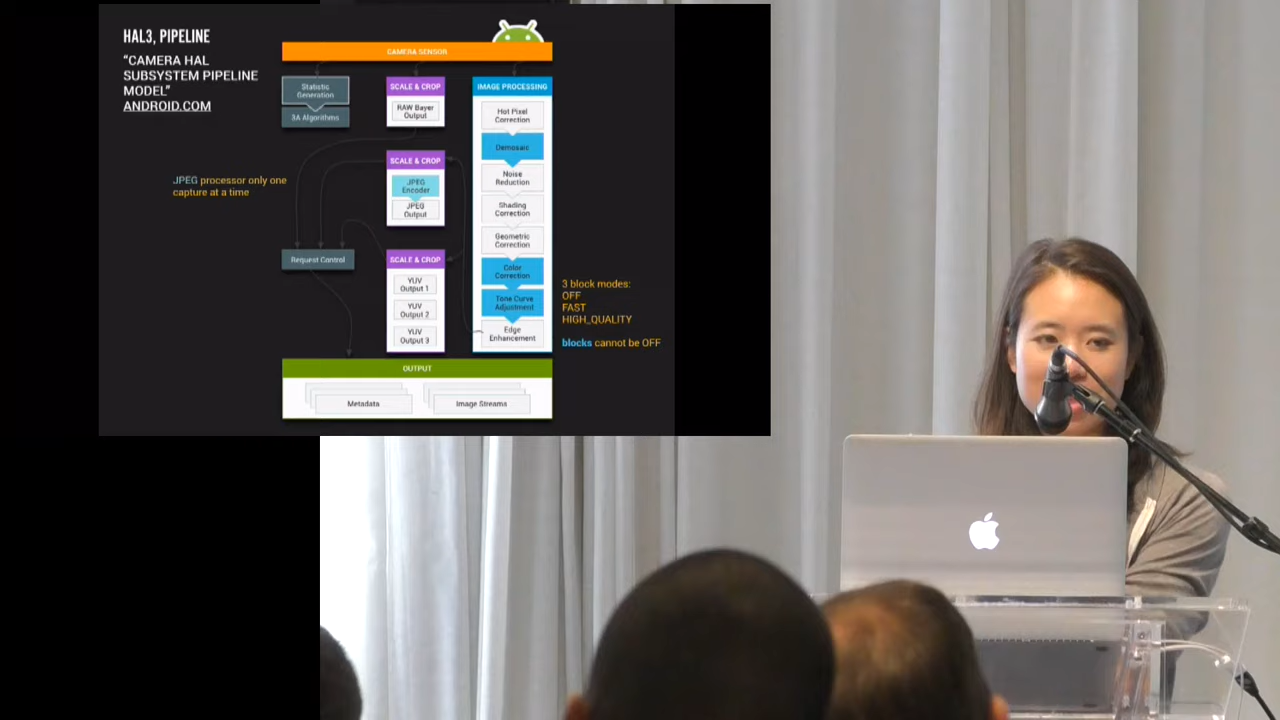 HAL3, PIPELINE
"CAMERA HAL
SUBSYSTEM PIPELINE
MODEL"
ANDROID.COM
JPEG processor only one
capture at a time
CAMERA SENSOR
Statistic
Generation
3A Algorithms
Request Control
SCALE & CROP
RAW Bayer
Output
SCALE & CROP
JPEG
Encoder
JPEG
Output
SCALE & CROP
YUV
Output 1
YUV
Output 2
YUV
Output 3
IMAGE PROCESSING
Hot Pixel
Correction
Demosaic
Noise
Reduction
Shading
Correction
Geometric
Correction
Color
Correction
Tone Curve
Adjustment
Edge
Enhancement
3 block modes:
OFF
FAST
HIGH_QUALITY
blocks cannot be OFF
OUTPUT
Metadata
Image Streams